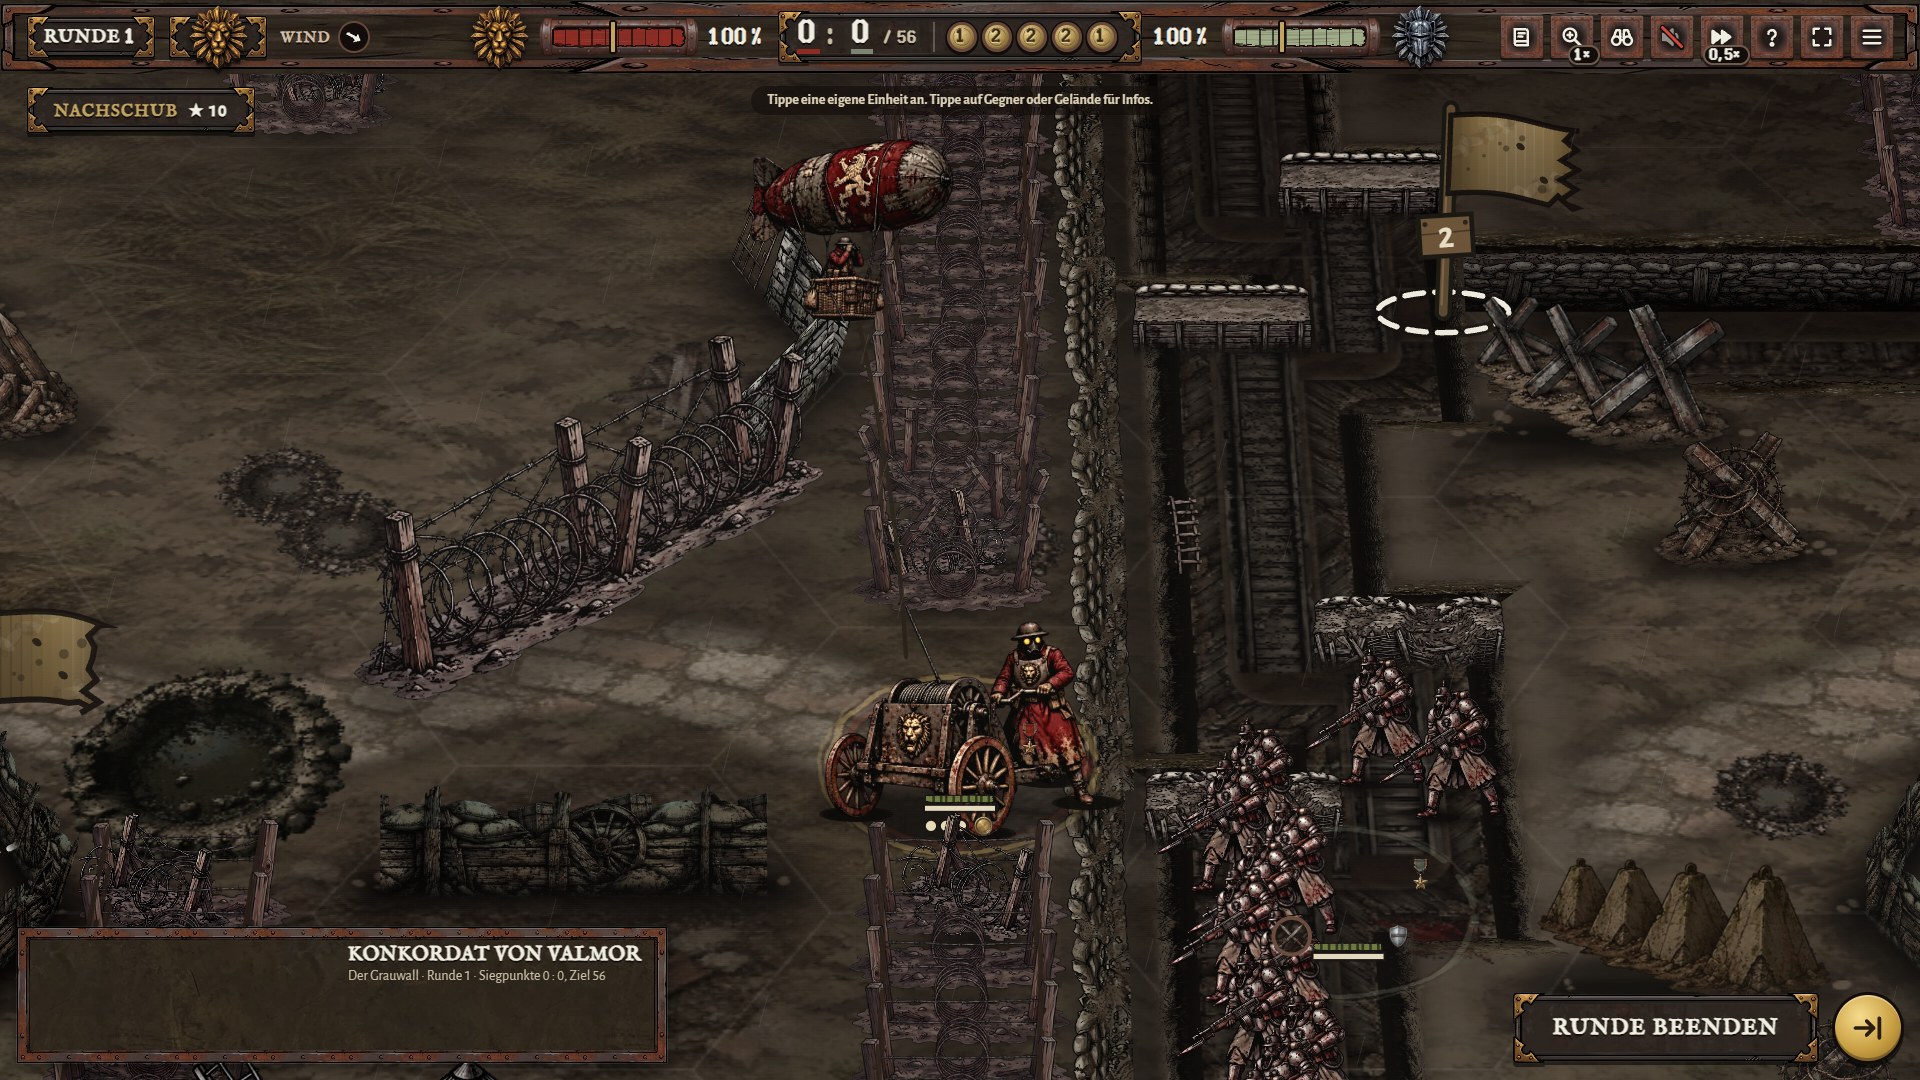 RUNDE 1
WIND
100%
0 : 0 / 56
1 2 2 2 1
100%
1×
0,5×
?
NACHSCHUB ★ 10
Tippe eine eigene Einheit an. Tippe auf Gegner oder Gelände für Infos.
2
KONKORDAT VON VALMOR
Der Grauwall · Runde 1 · Siegpunkte 0 : 0, Ziel 56
RUNDE BEENDEN